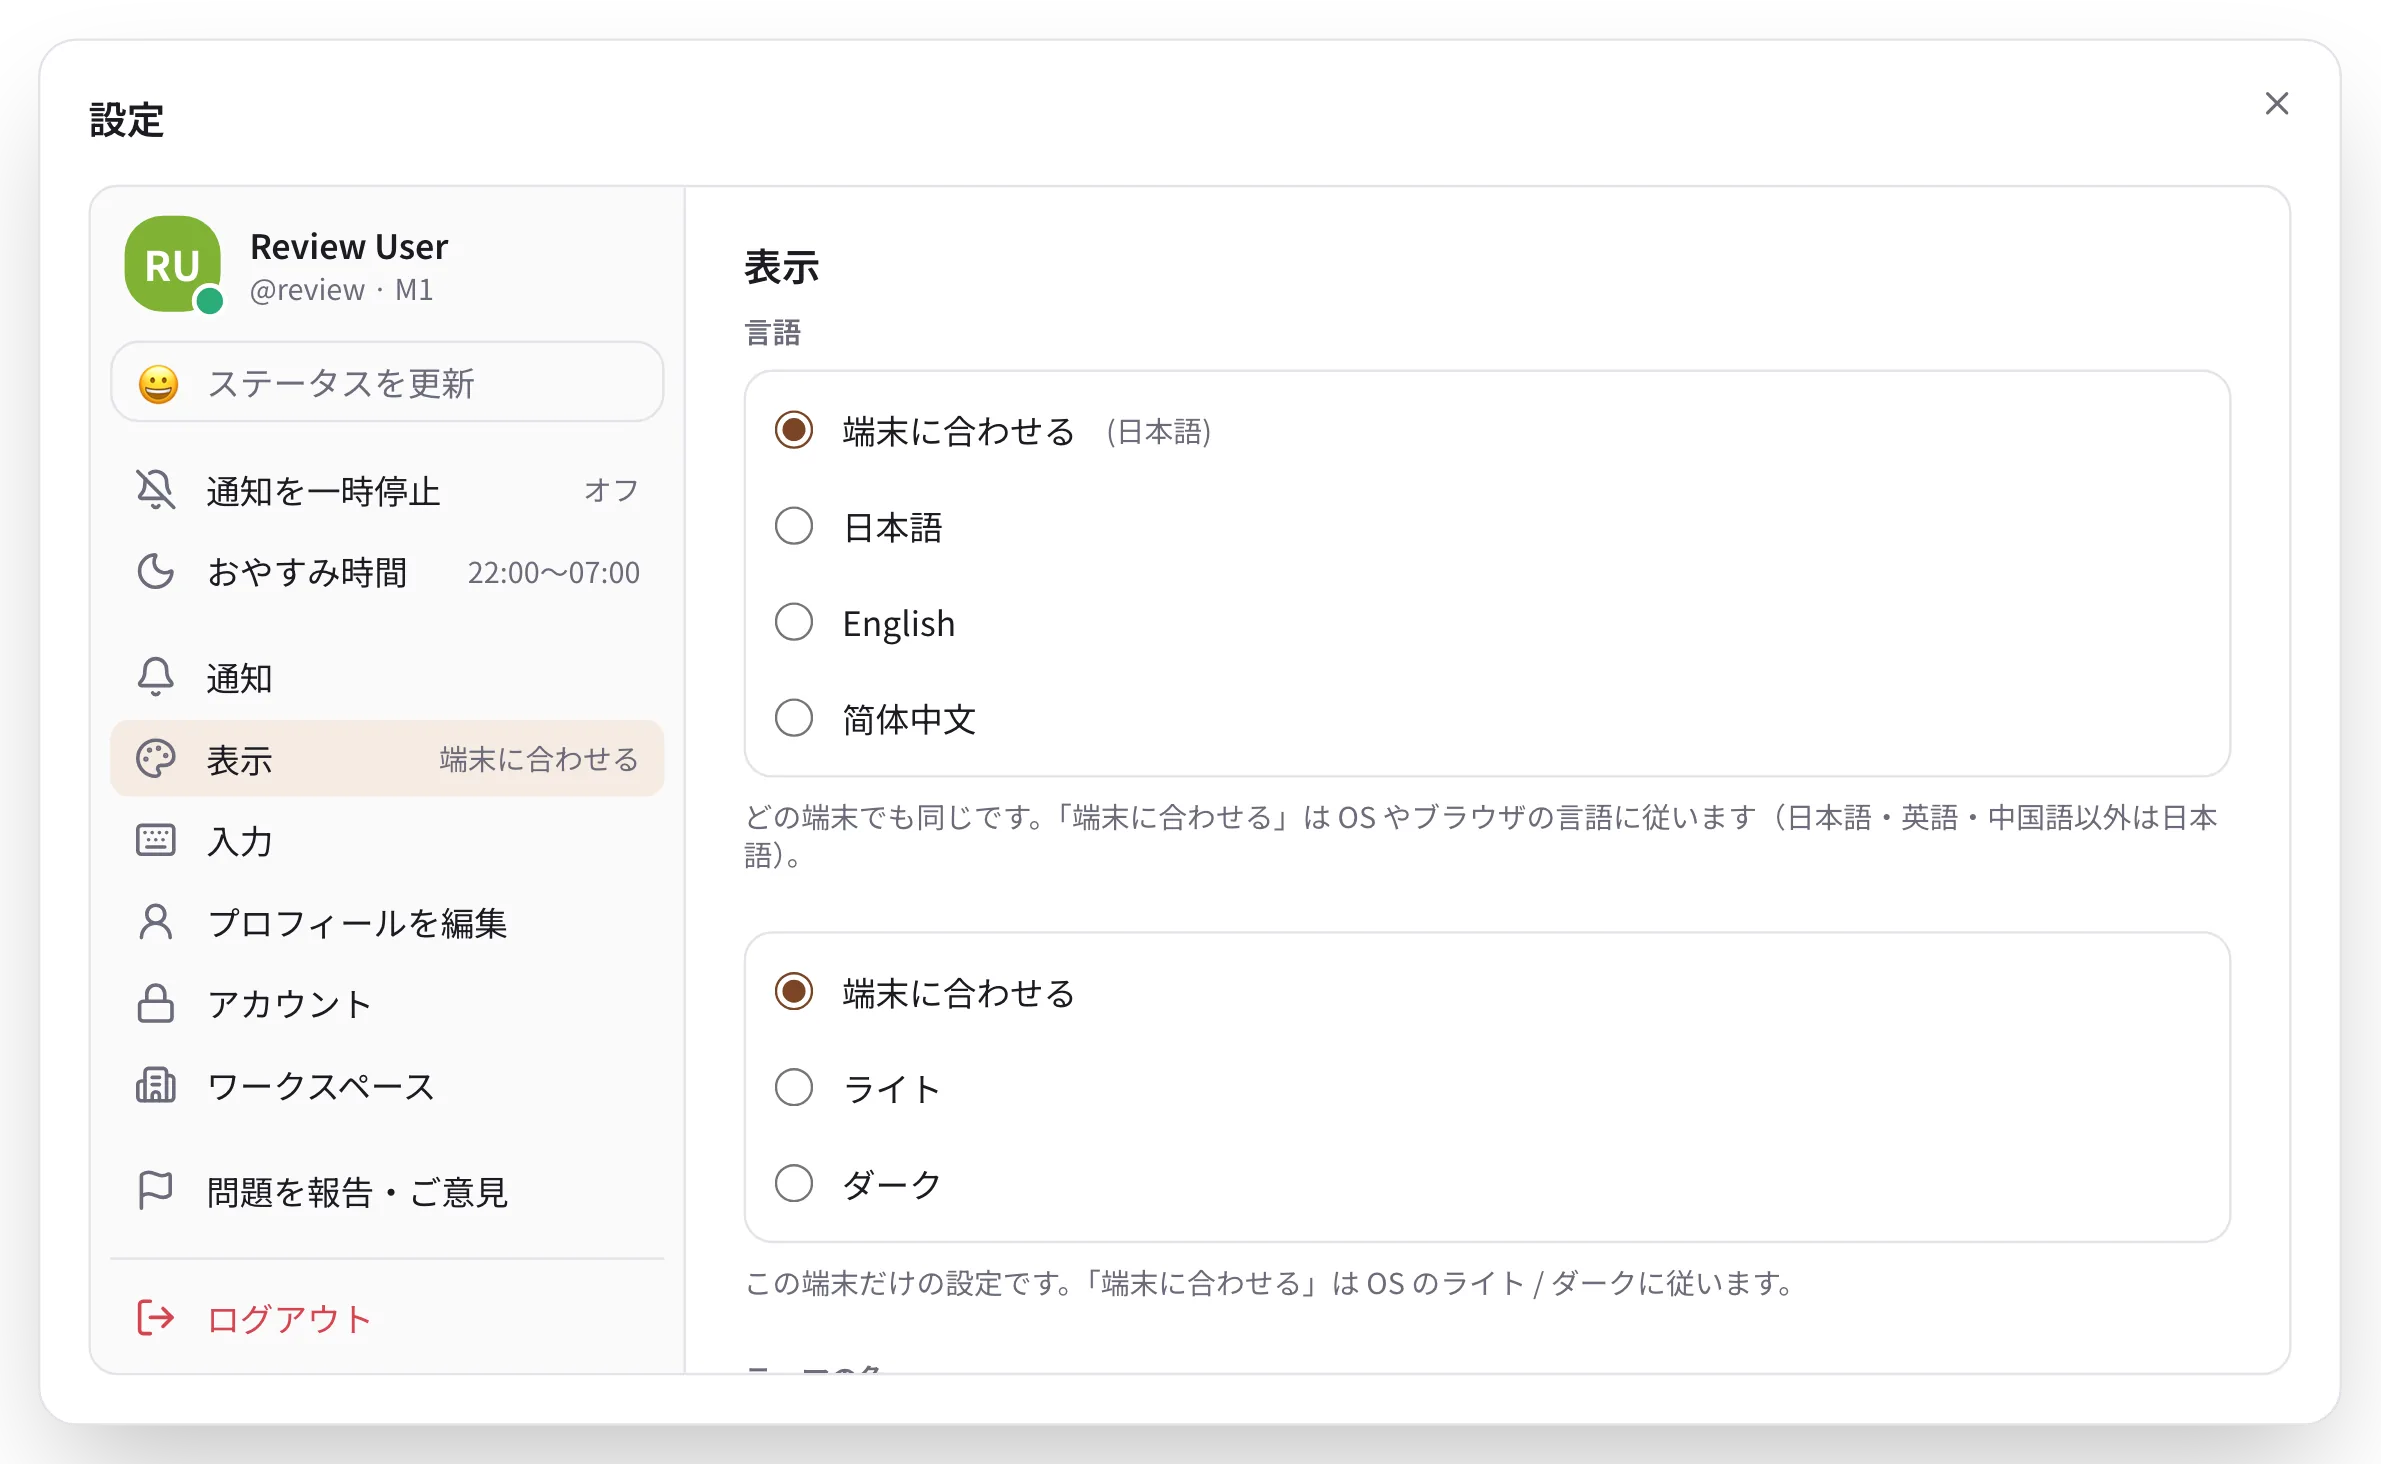 設定
RU
Review User
@review · M1
😀 ステータスを更新
通知を一時停止 オフ
おやすみ時間 22:00〜07:00
通知
表示 端末に合わせる
入力
プロフィールを編集
アカウント
ワークスペース
問題を報告・ご意見
ログアウト
表示
言語
端末に合わせる (日本語)
日本語
English
简体中文
どの端末でも同じです。「端末に合わせる」は OS やブラウザの言語に従います（日本語・英語・中国語以外は日本
語）。
端末に合わせる
ライト
ダーク
この端末だけの設定です。「端末に合わせる」は OS のライト / ダークに従います。